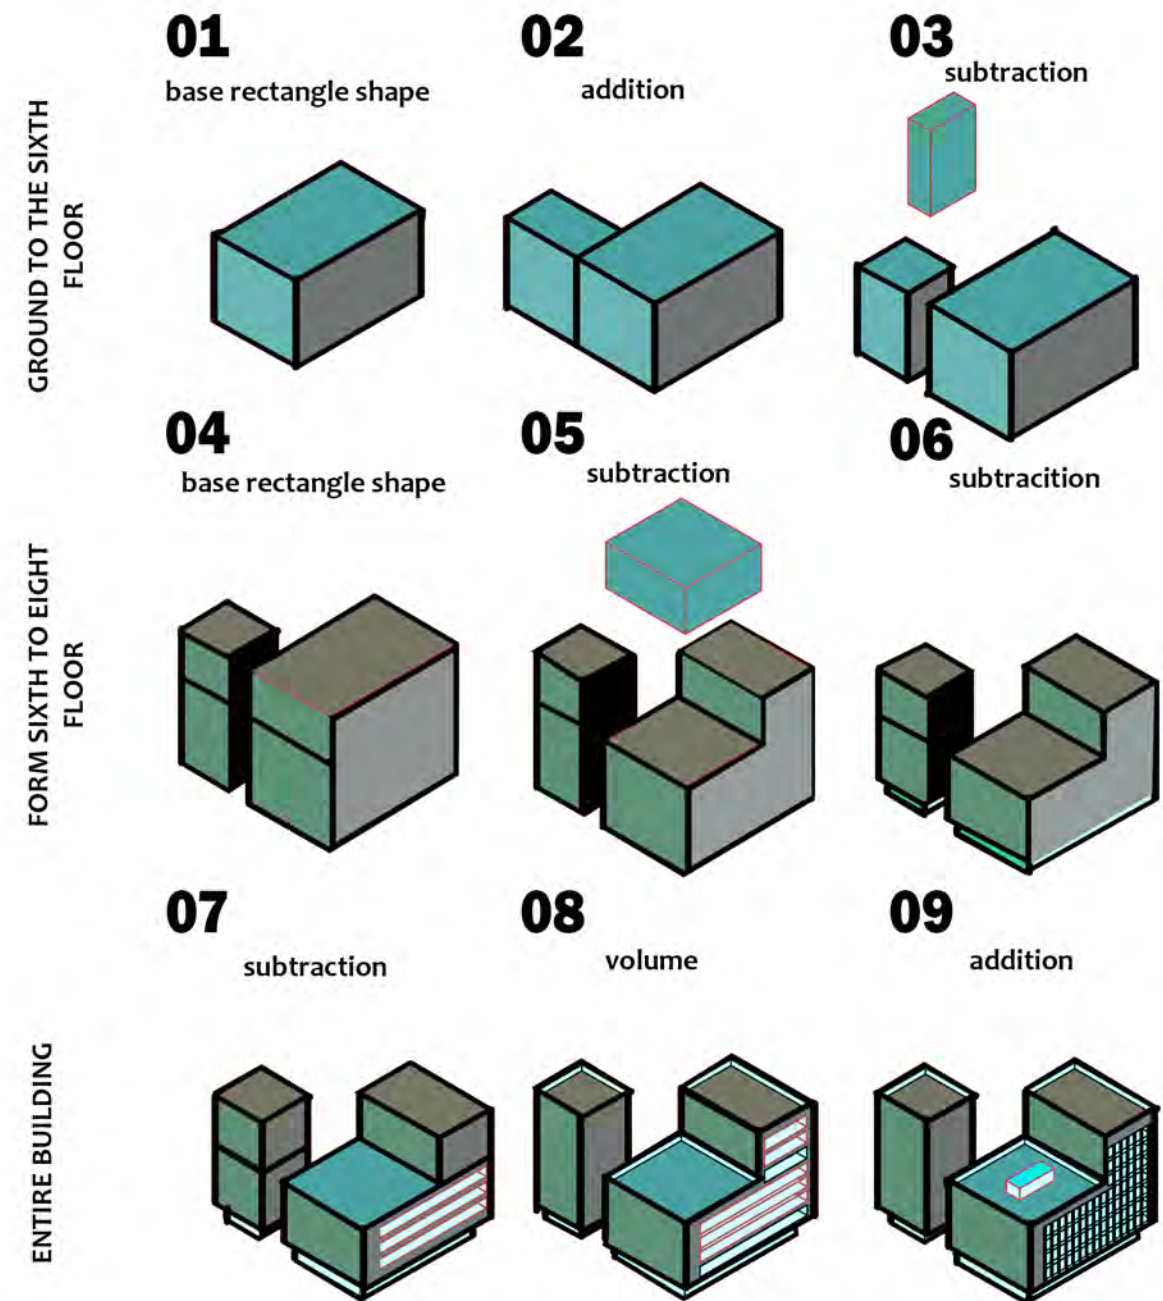 01
base rectangle shape
02
addition
03
subtraction
GROUND TO THE SIXTH
FLOOR
04
base rectangle shape
05
subtraction
06
subtracition
FORM SIXTH TO EIGHT
FLOOR
07
subtraction
08
volume
09
addition
ENTIRE BUILDING